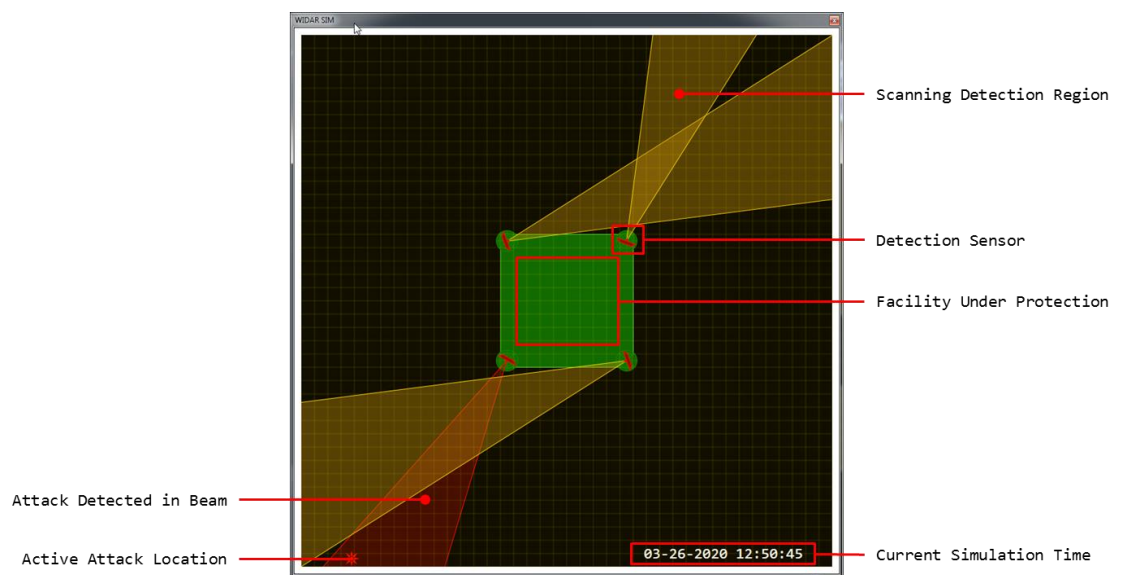 WIDAR SIM
Scanning Detection Region
Detection Sensor
Facility Under Protection
Attack Detected in Beam
Active Attack Location
03-26-2020 12:50:45
Current Simulation Time